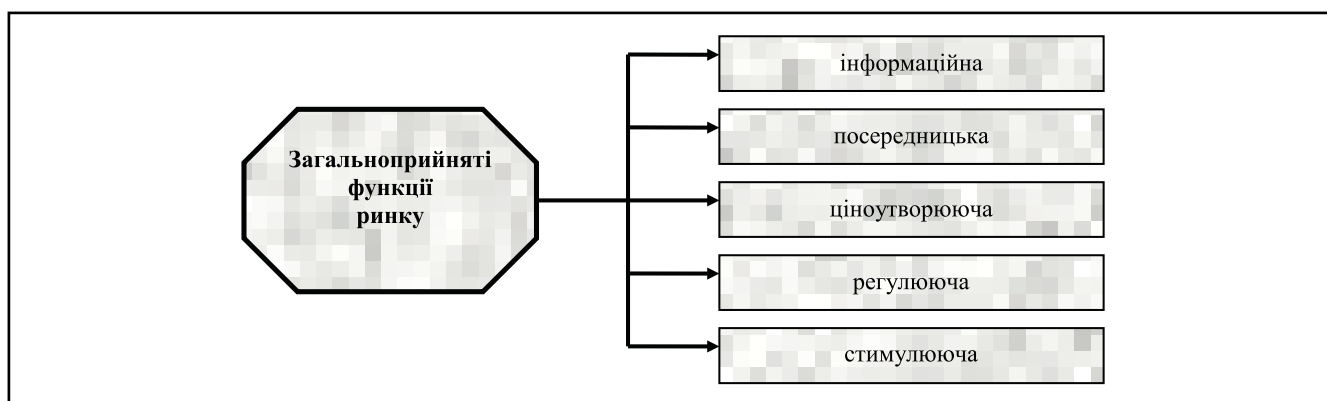 Загальноприйняті
функції
ринку
інформаційна
посередницька
ціноутворююча
регулююча
стимулююча